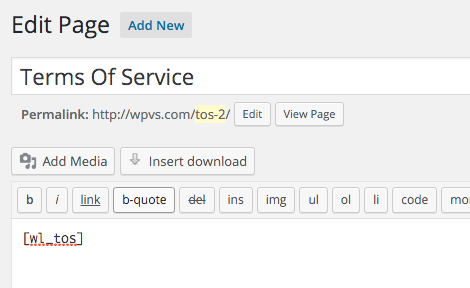 Edit Page Add New
Terms Of Service
Permalink: http://wpvs.com/tos-2/ Edit View Page
Add Media Insert download
b i link b-quote del ins img ul ol li code
[wl_tos]